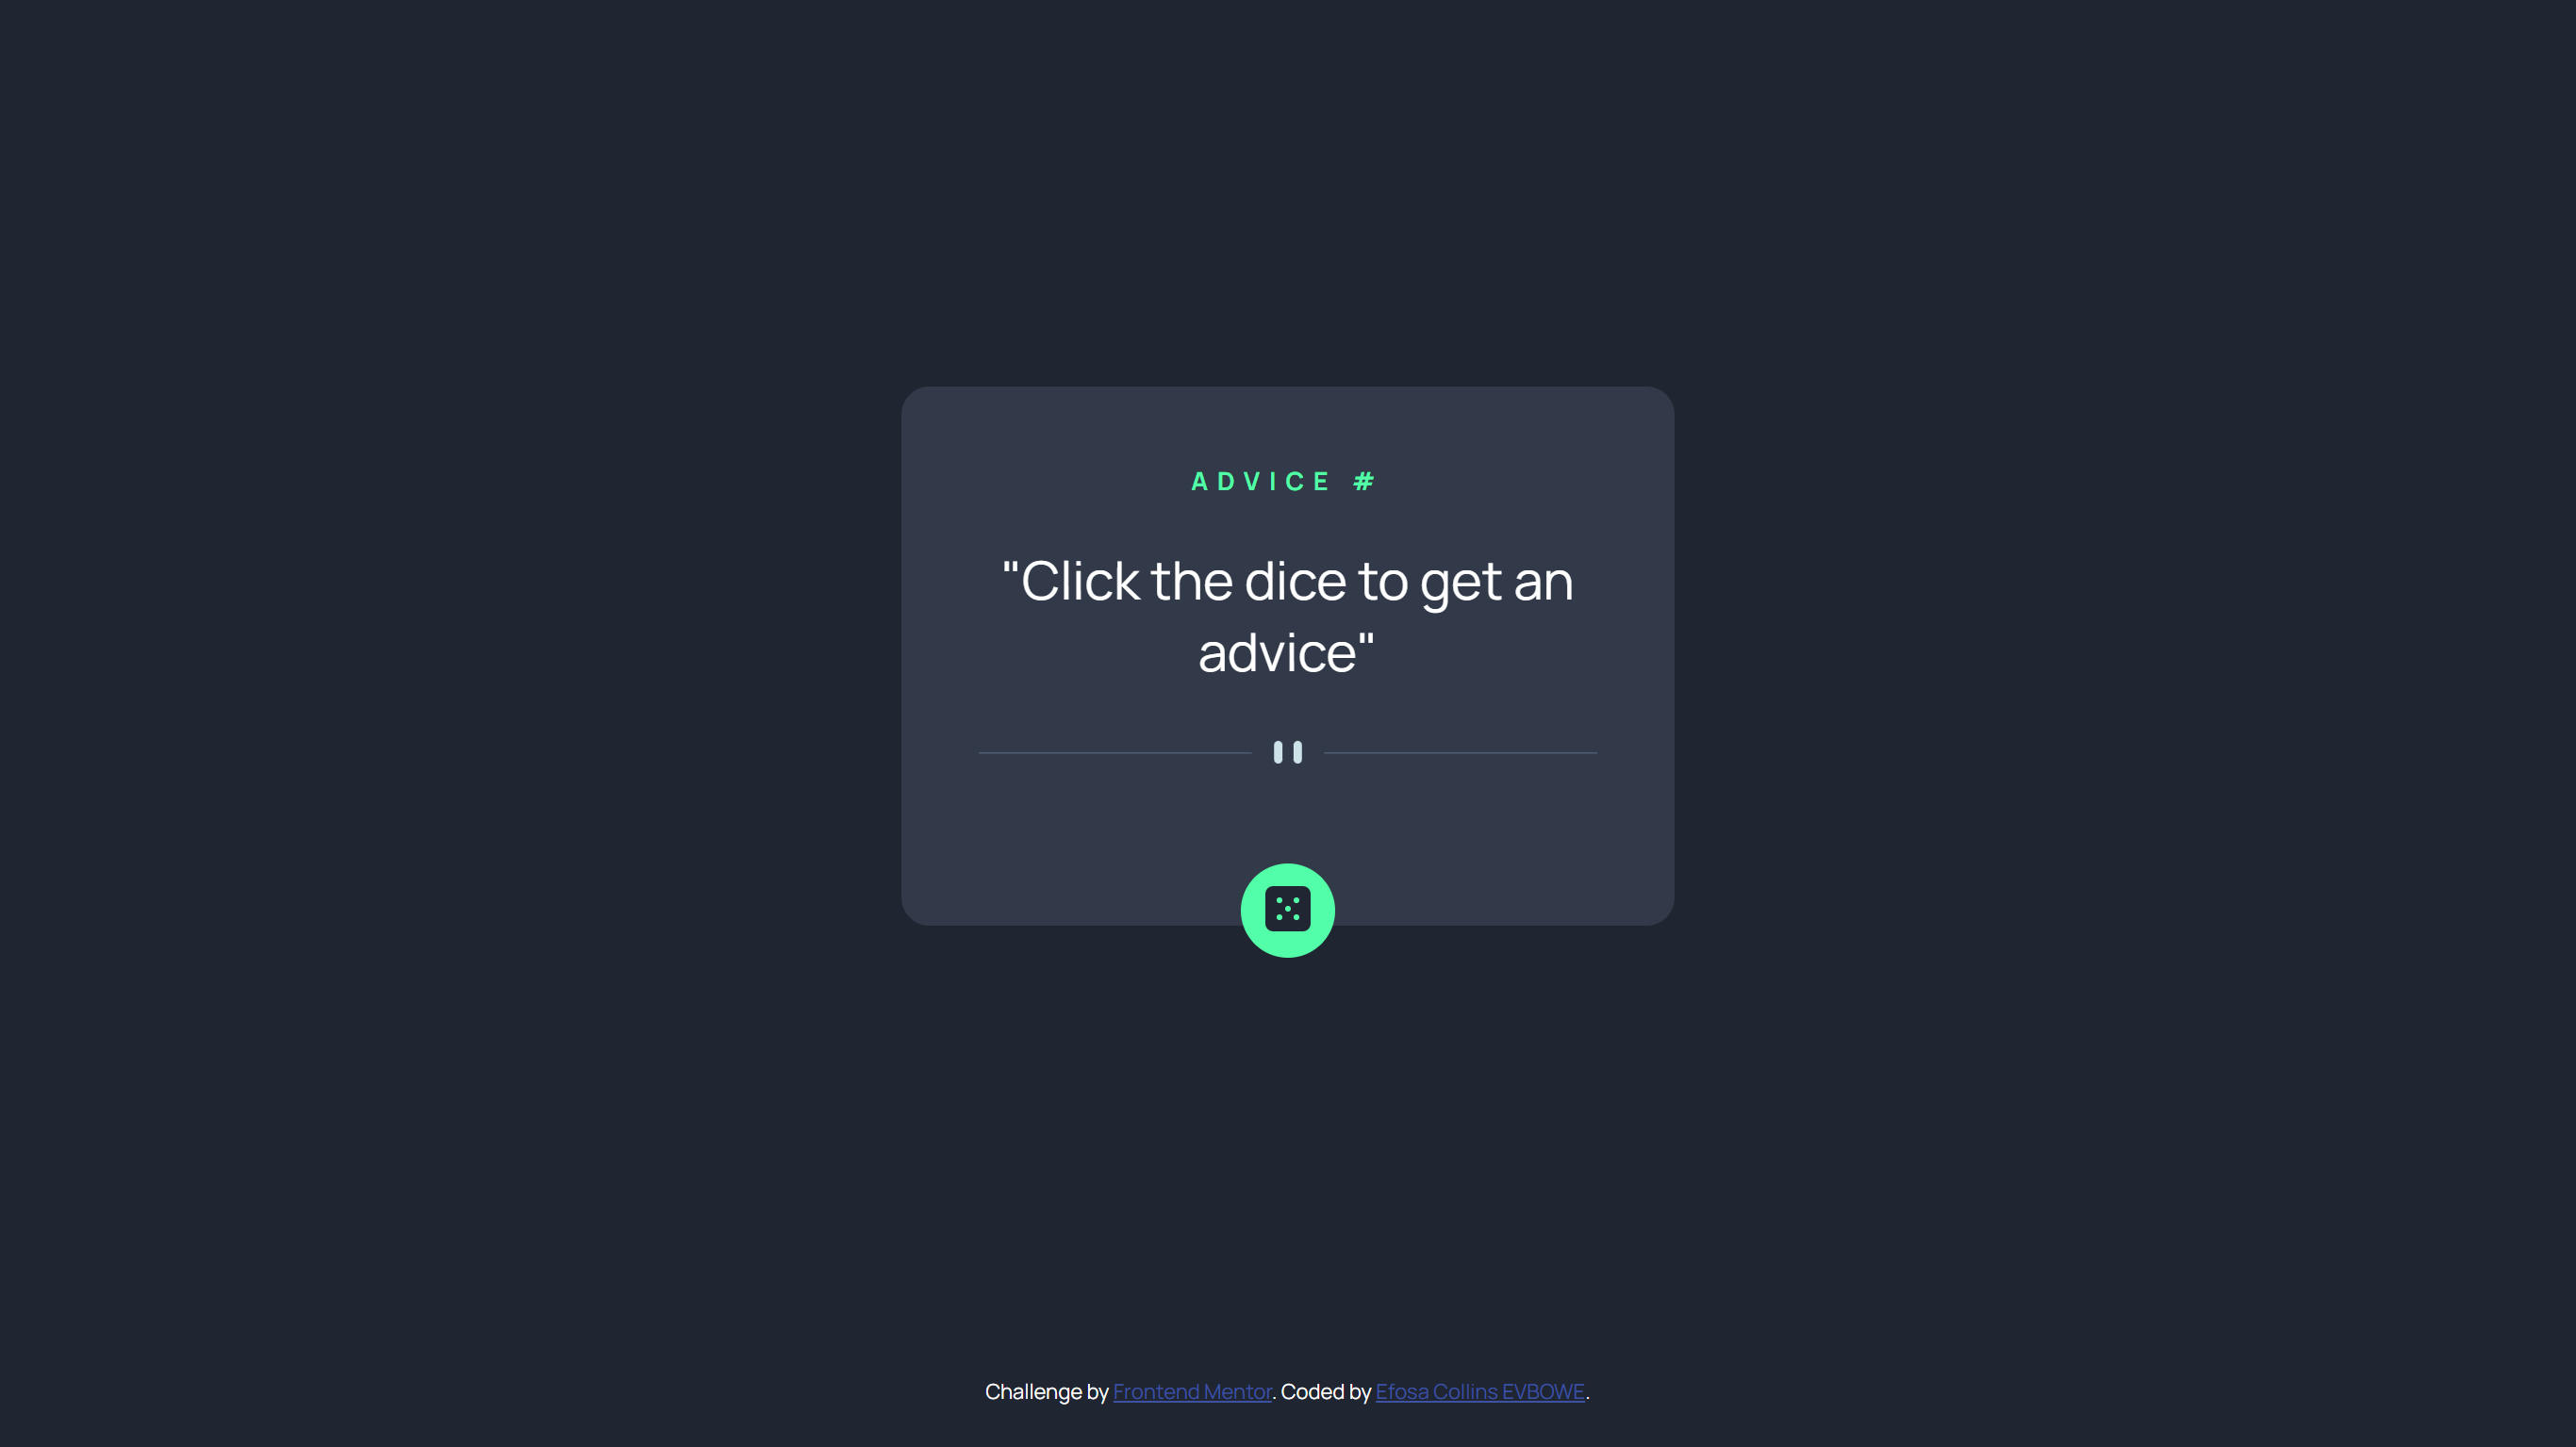 ADVICE #
"Click the dice to get an
advice"
Challenge by Frontend Mentor. Coded by Efosa Collins EVBOWE.